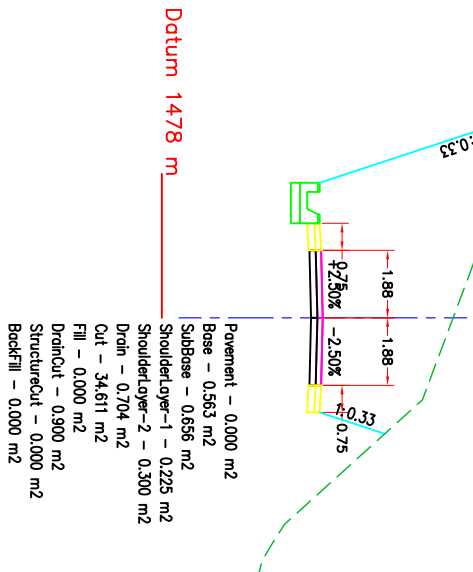 Datum 1478 m
:0.33
0.75
1.88
+2.50%
-2.50%
1.88
1:0.33
0.75
Pavement - 0.000 m2
Base - 0.563 m2
SubBase - 0.656 m2
ShoulderLayer-1 - 0.225 m2
ShoulderLayer-2 - 0.300 m2
Drain - 0.704 m2
Cut - 34.611 m2
Fill - 0.000 m2
DrainCut - 0.900 m2
StructureCut - 0.000 m2
BackFill - 0.000 m2